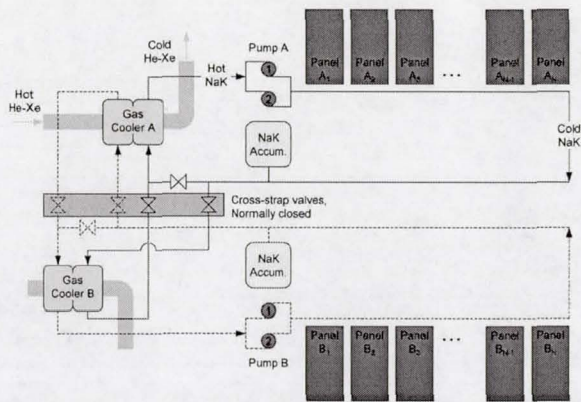 Cold
He-Xe
Hot
He-Xe
Hot
NaK
Pump A
1
2
Gas
Cooler A
Panel
A1
Panel
A2
Panel
A3
...
Panel
AN-1
Panel
Cold
NaK
NaK
Accum.
Cross-strap valves,
Normally closed
NaK
Accum.
Gas
Cooler B
1
2
Pump B
Panel
B1
Panel
B2
Panel
B3
...
Panel
BN-1
Panel